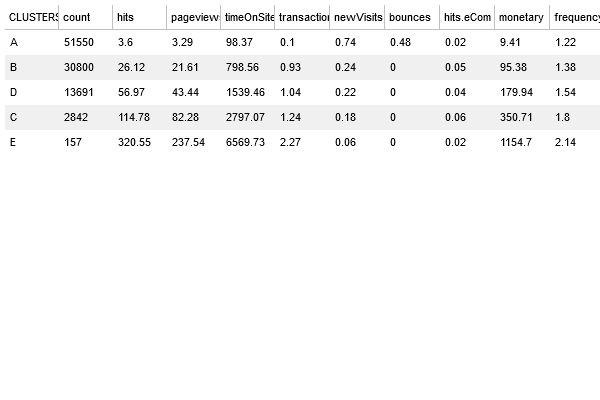 CLUSTERS count hits pageviews timeOnSite transaction newVisits bounces hits.eCom monetary frequency
A 51550 3.6 3.29 98.37 0.1 0.74 0.48 0.02 9.41 1.22
B 30800 26.12 21.61 798.56 0.93 0.24 0 0.05 95.38 1.38
D 13691 56.97 43.44 1539.46 1.04 0.22 0 0.04 179.94 1.54
C 2842 114.78 82.28 2797.07 1.24 0.18 0 0.06 350.71 1.8
E 157 320.55 237.54 6569.73 2.27 0.06 0 0.02 1154.7 2.14